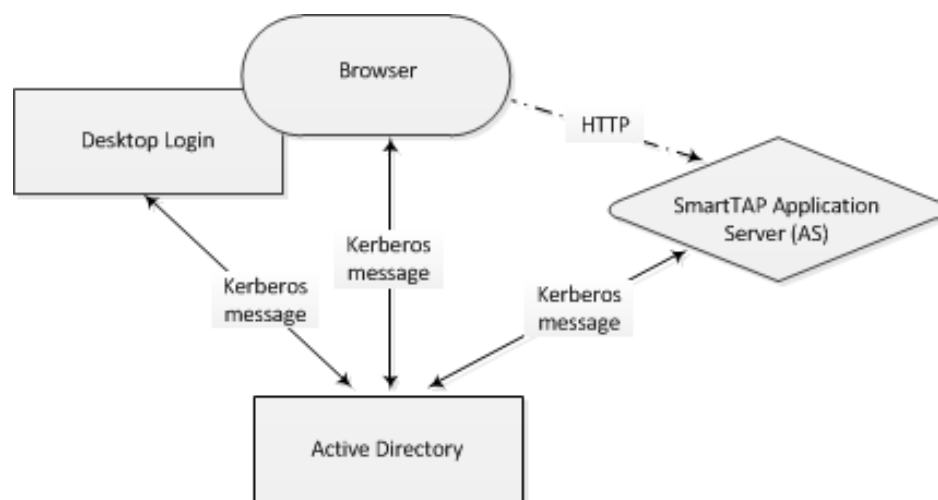 Browser
HTTP
Desktop Login
SmartTAP Application
Server (AS)
Kerberos
message
Kerberos
message
Kerberos
message
Active Directory